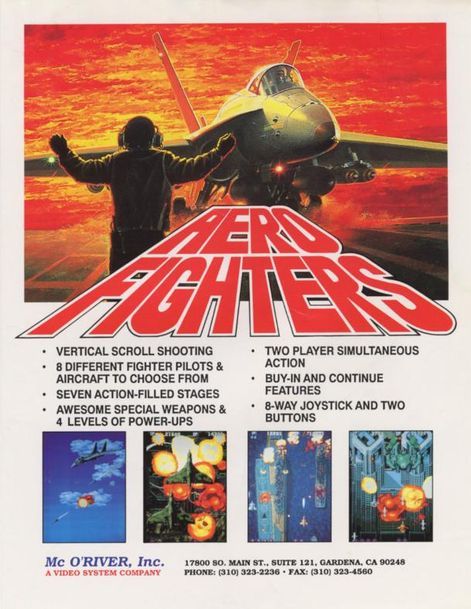 AERO
FIGHTERS
• VERTICAL SCROLL SHOOTING
• 8 DIFFERENT FIGHTER PILOTS &
AIRCRAFT TO CHOOSE FROM
• SEVEN ACTION-FILLED STAGES
• AWESOME SPECIAL WEAPONS &
4 LEVELS OF POWER-UPS
• TWO PLAYER SIMULTANEOUS
ACTION
• BUY-IN AND CONTINUE
FEATURES
• 8-WAY JOYSTICK AND TWO
BUTTONS
Mc O'RIVER, Inc.
A VIDEO SYSTEM COMPANY
17800 SO. MAIN ST., SUITE 121, GARDENA, CA 90248
PHONE: (310) 323-2236 • FAX: (310) 323-4560